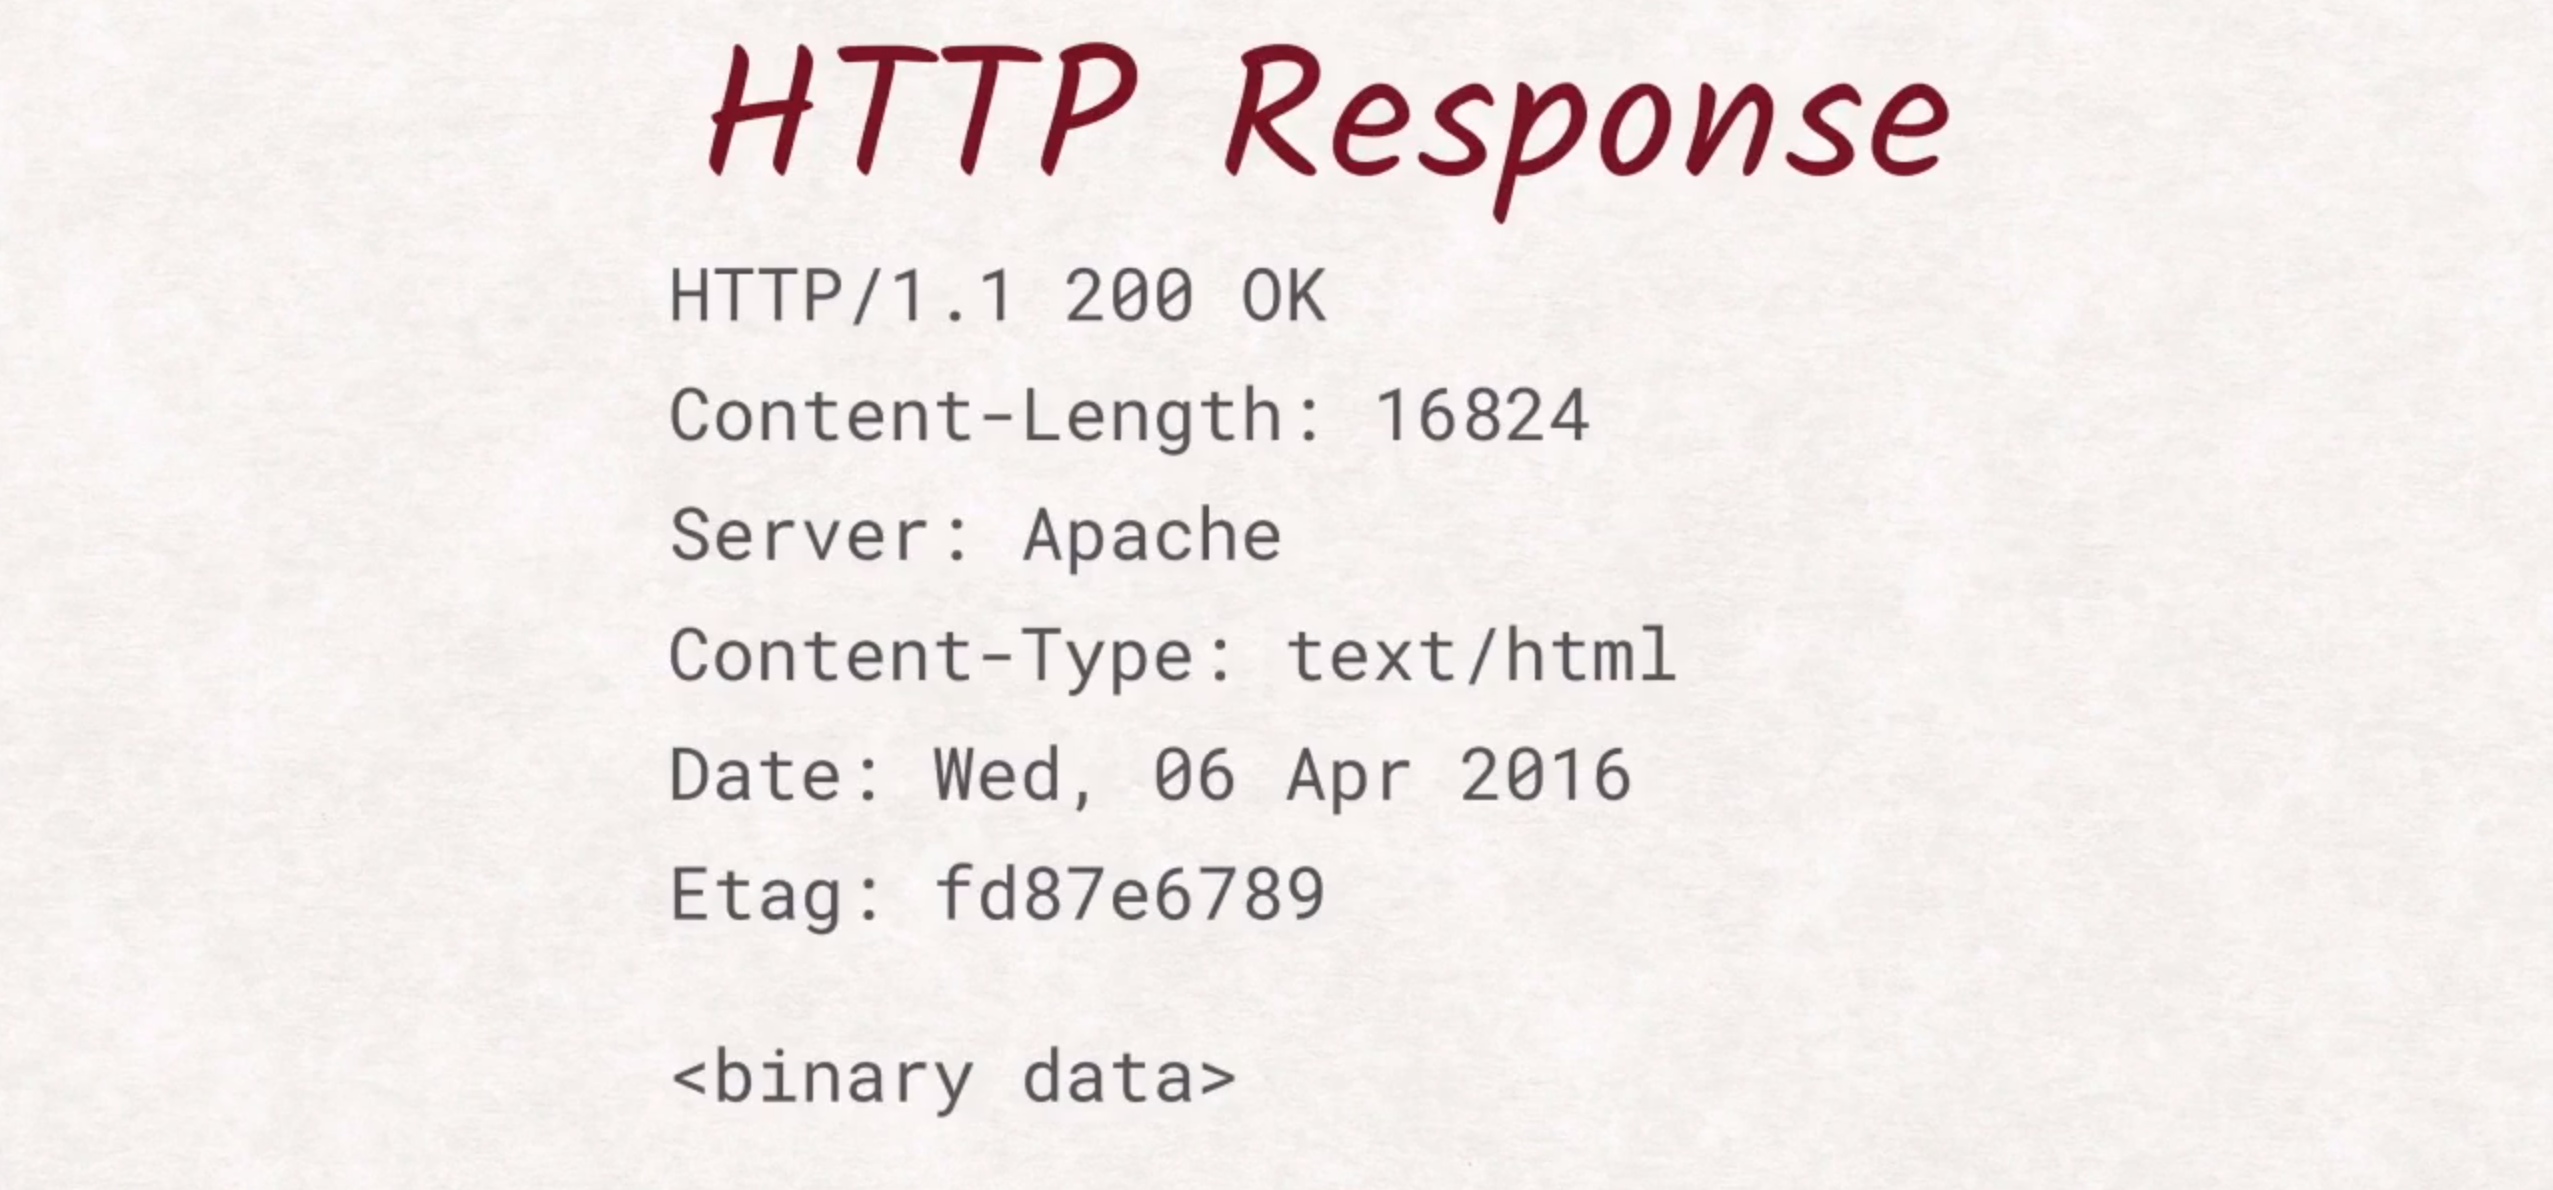 HTTP Response
HTTP/1.1 200 OK
Content-Length: 16824
Server: Apache
Content-Type: text/html
Date: Wed, 06 Apr 2016
Etag: fd87e6789
<binary data>